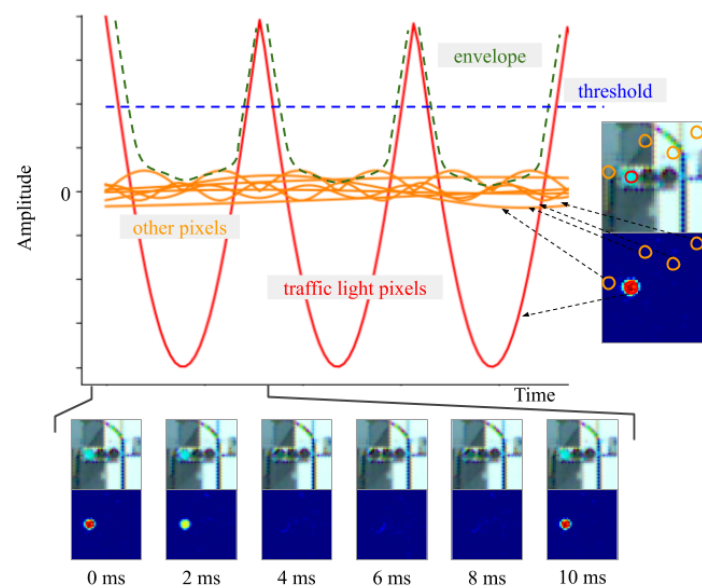 envelope
threshold
Amplitude
0
other pixels
traffic light pixels
Time
0 ms
2 ms
4 ms
6 ms
8 ms
10 ms